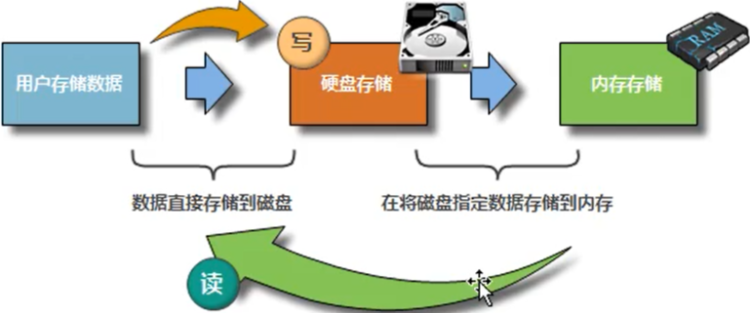 写
用户存储数据
硬盘存储
内存存储
RAM
数据直接存储到磁盘
在将磁盘指定数据存储到内存
读